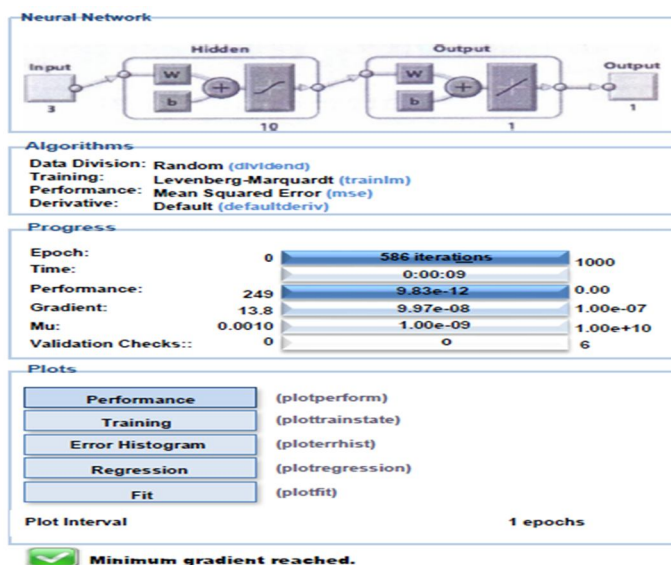 Neural Network
Hidden
Output
Input
Output
W
b
+
W
b
+
3
10
1
1
Algorithms
Data Division: Random (dividend)
Training: Levenberg-Marquardt (trainlm)
Performance: Mean Squared Error (mse)
Derivative: Default (defaultderiv)
Progress
Epoch: 0 586 iterations 1000
Time: 0:00:09
Performance: 249 9.83e-12 0.00
Gradient: 13.8 9.97e-08 1.00e-07
Mu: 0.0010 1.00e-09 1.00e+10
Validation Checks:: 0 0 6
Plots
Performance (plotperform)
Training (plottrainstate)
Error Histogram (ploterrhist)
Regression (plotregression)
Fit (plotfit)
Plot Interval 1 epochs
Minimum gradient reached.